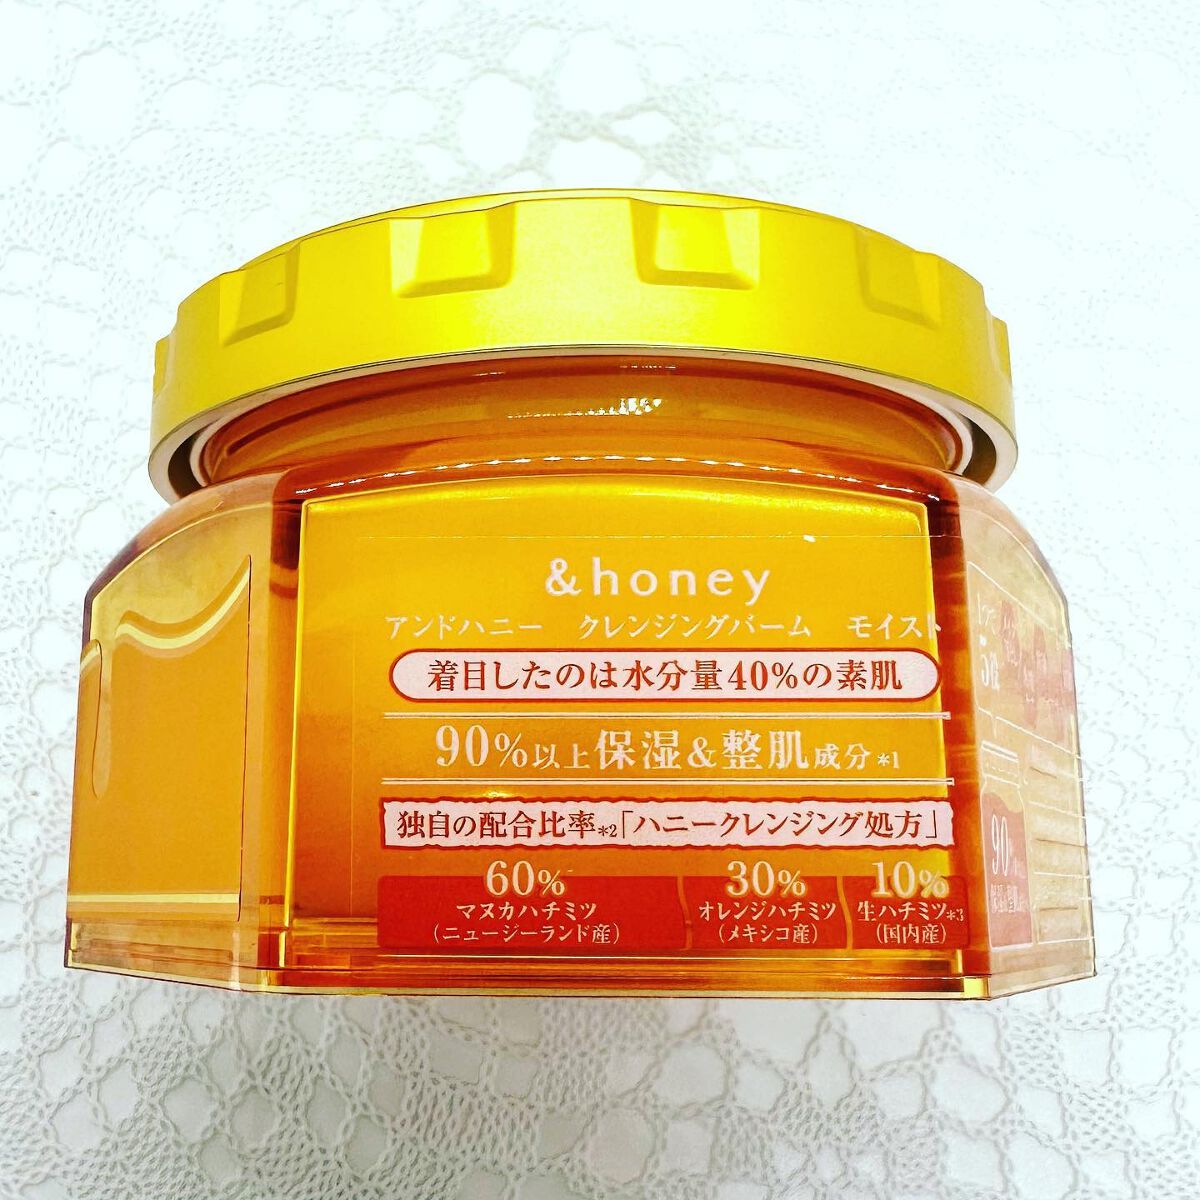 &honey
アンドハニー クレンジングバーム モイスト
着目したのは水分量40%の素肌
90%以上保湿&整肌成分*1
独自の配合比率*2「ハニークレンジング処方」
60% 30% 10%
マヌカハチミツ オレンジハチミツ 生ハチミツ*3
(ニュージーランド産) (メキシコ産) (国内産)
5役
90